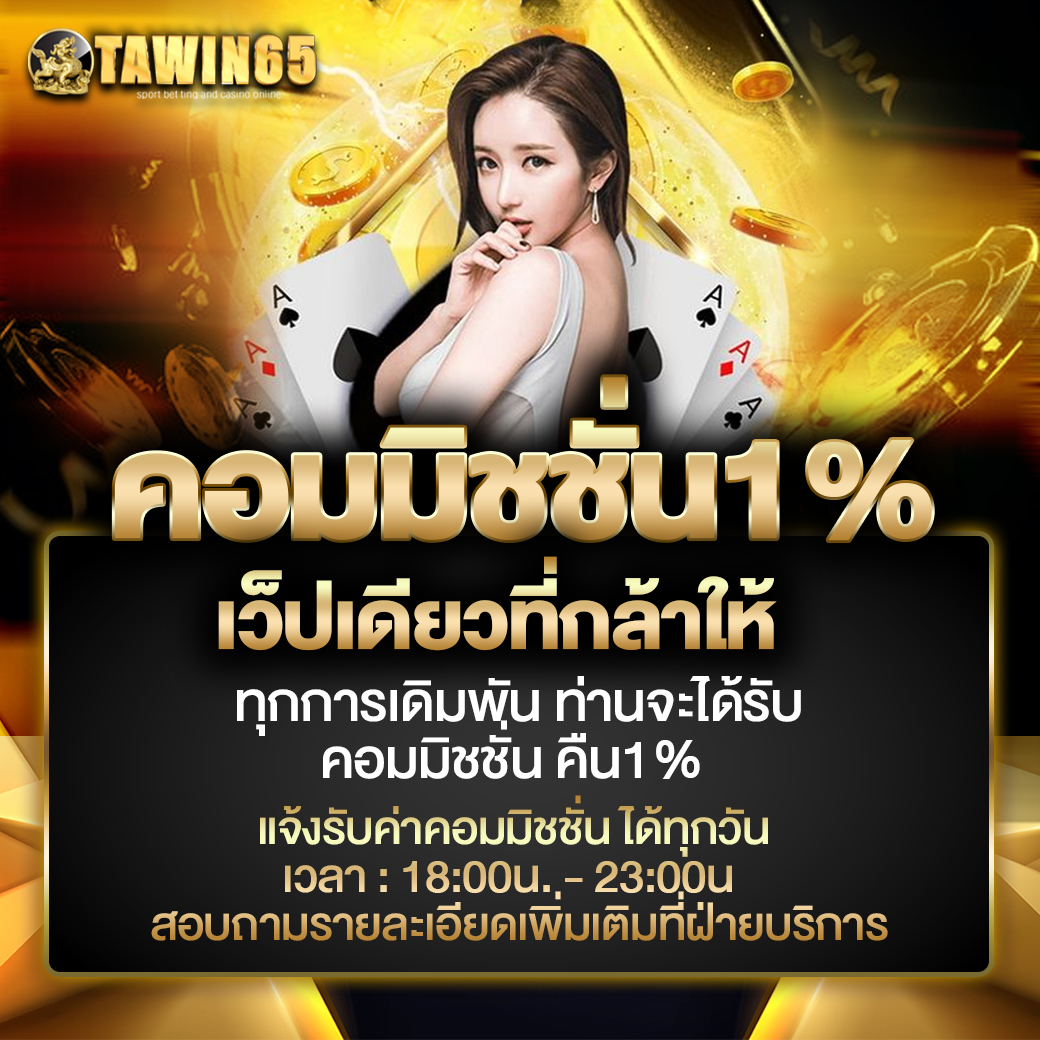 TAWIN65
sport bet ting and casino online
A
A
A
A
A
A
คอมมิชชั่น1%
เว็ปเดียวที่กล้าให้
ทุกการเดิมพัน ท่านจะได้รับ
คอมมิชชั่น คืน1%
แจ้งรับค่าคอมมิชชั่น ได้ทุกวัน
เวลา : 18:00น. - 23:00น
สอบถามรายละเอียดเพิ่มเติมที่ฝ่ายบริการ